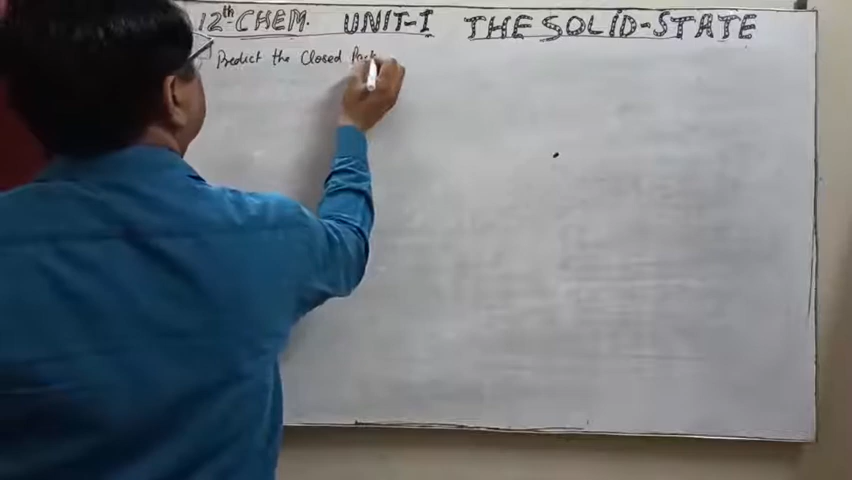 12th CHEM. UNIT-I THE SOLID-STATE
Predict the Closed